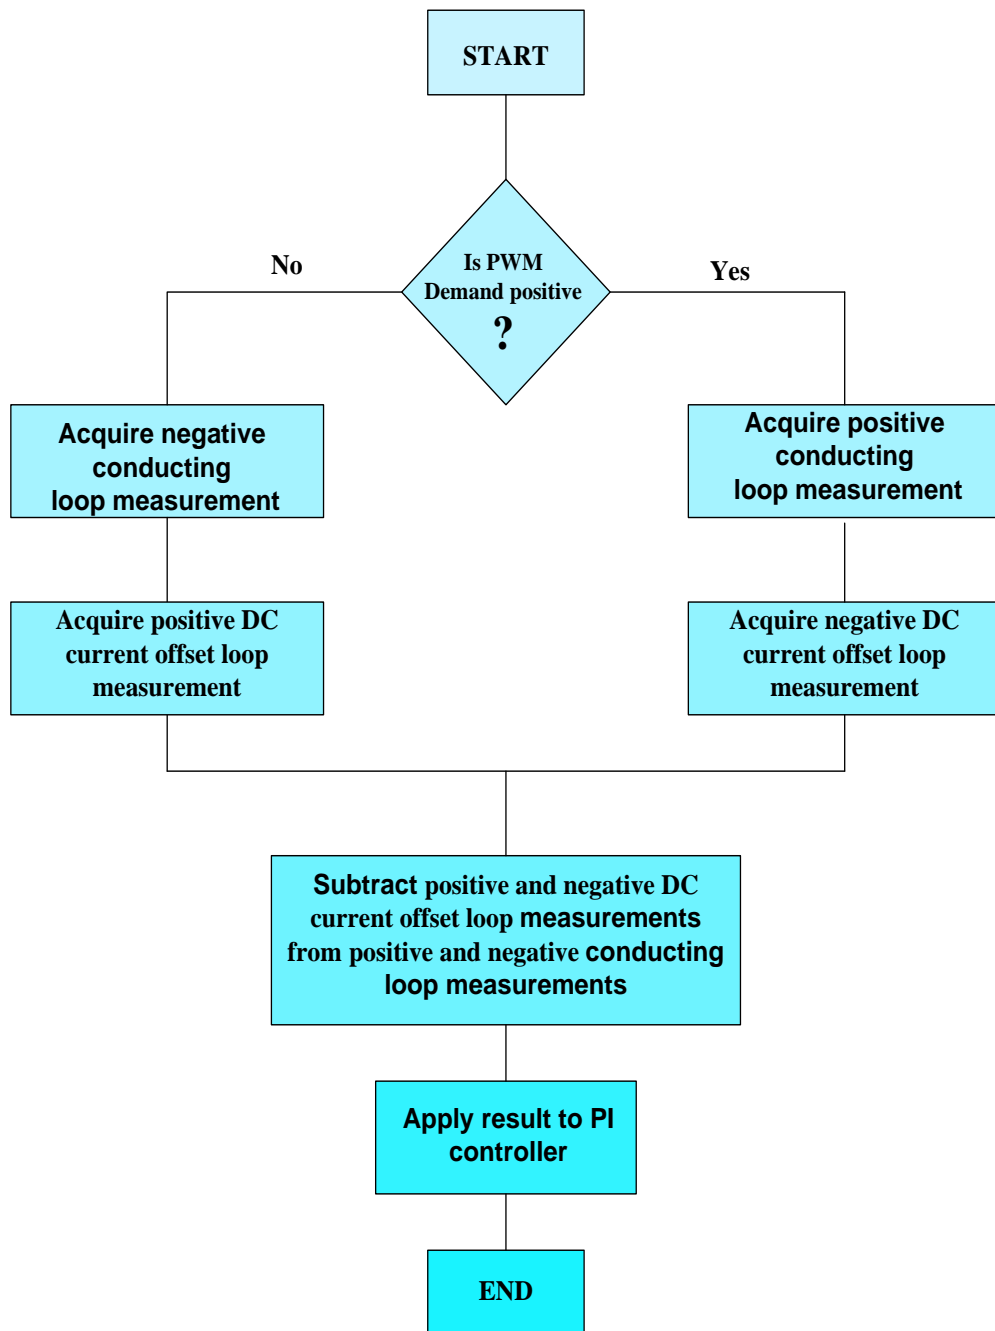 START
Is PWM
Demand positive
?
No
Yes
Acquire negative
conducting
loop measurement
Acquire positive
conducting
loop measurement
Acquire positive DC
current offset loop
measurement
Acquire negative DC
current offset loop
measurement
Subtract positive and negative DC
current offset loop measurements
from positive and negative conducting
loop measurements
Apply result to PI
controller
END